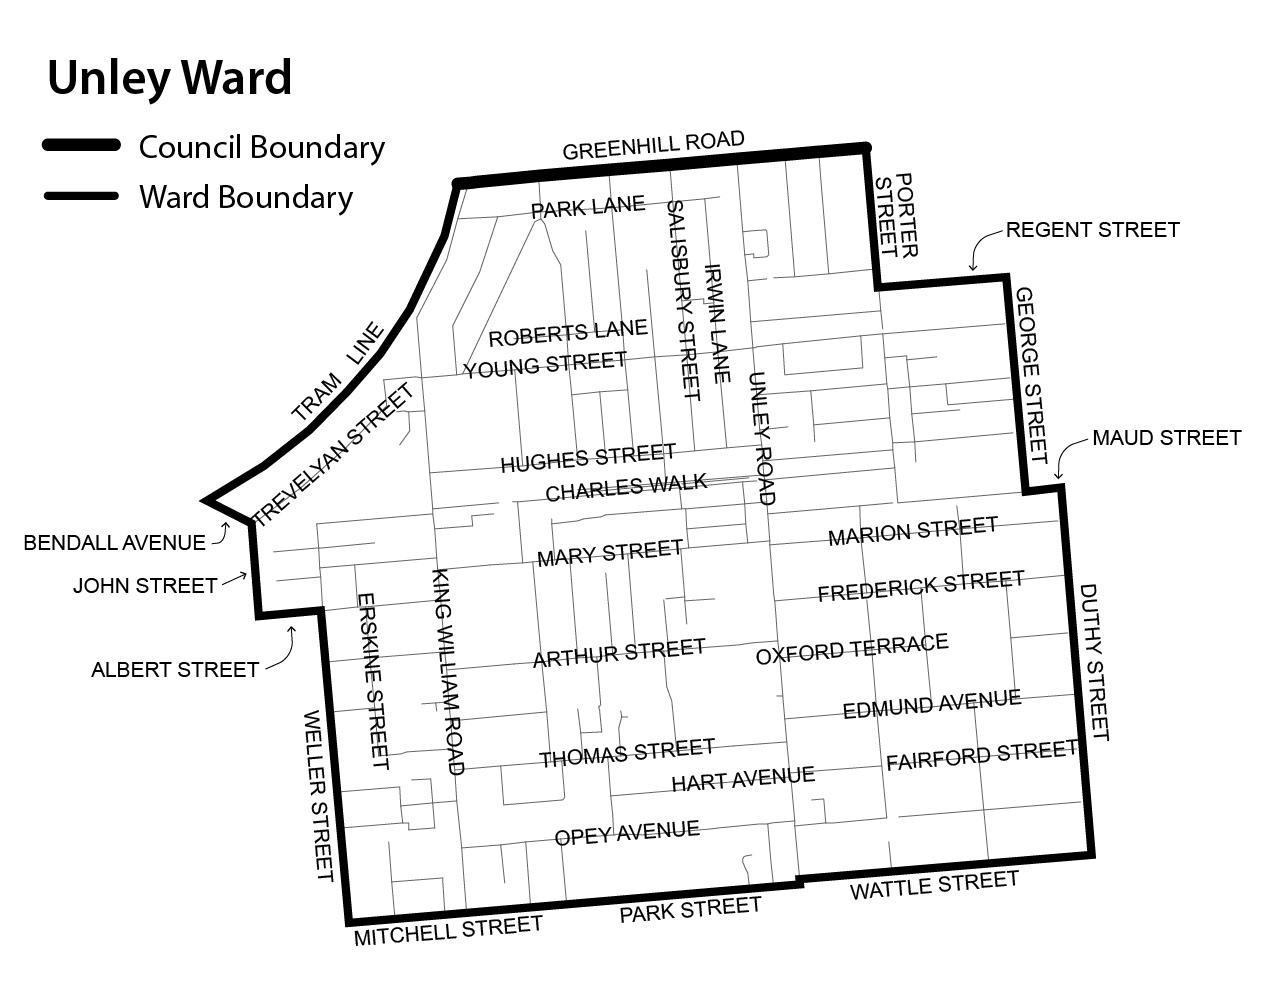 Unley Ward
Council Boundary
Ward Boundary
GREENHILL ROAD
PORTER
STREET
REGENT STREET
PARK LANE
SALISBURY STREET
IRWIN LANE
GEORGE STREET
ROBERTS LANE
YOUNG STREET
TRAM LINE
TREVELYAN STREET
UNLEY ROAD
MAUD STREET
HUGHES STREET
CHARLES WALK
BENDALL AVENUE
MARION STREET
MARY STREET
JOHN STREET
KING WILLIAM ROAD
ERSKINE STREET
FREDERICK STREET
DUTHY STREET
ARTHUR STREET
OXFORD TERRACE
ALBERT STREET
EDMUND AVENUE
WELLER STREET
THOMAS STREET
FAIRFORD STREET
HART AVENUE
OPEY AVENUE
WATTLE STREET
PARK STREET
MITCHELL STREET